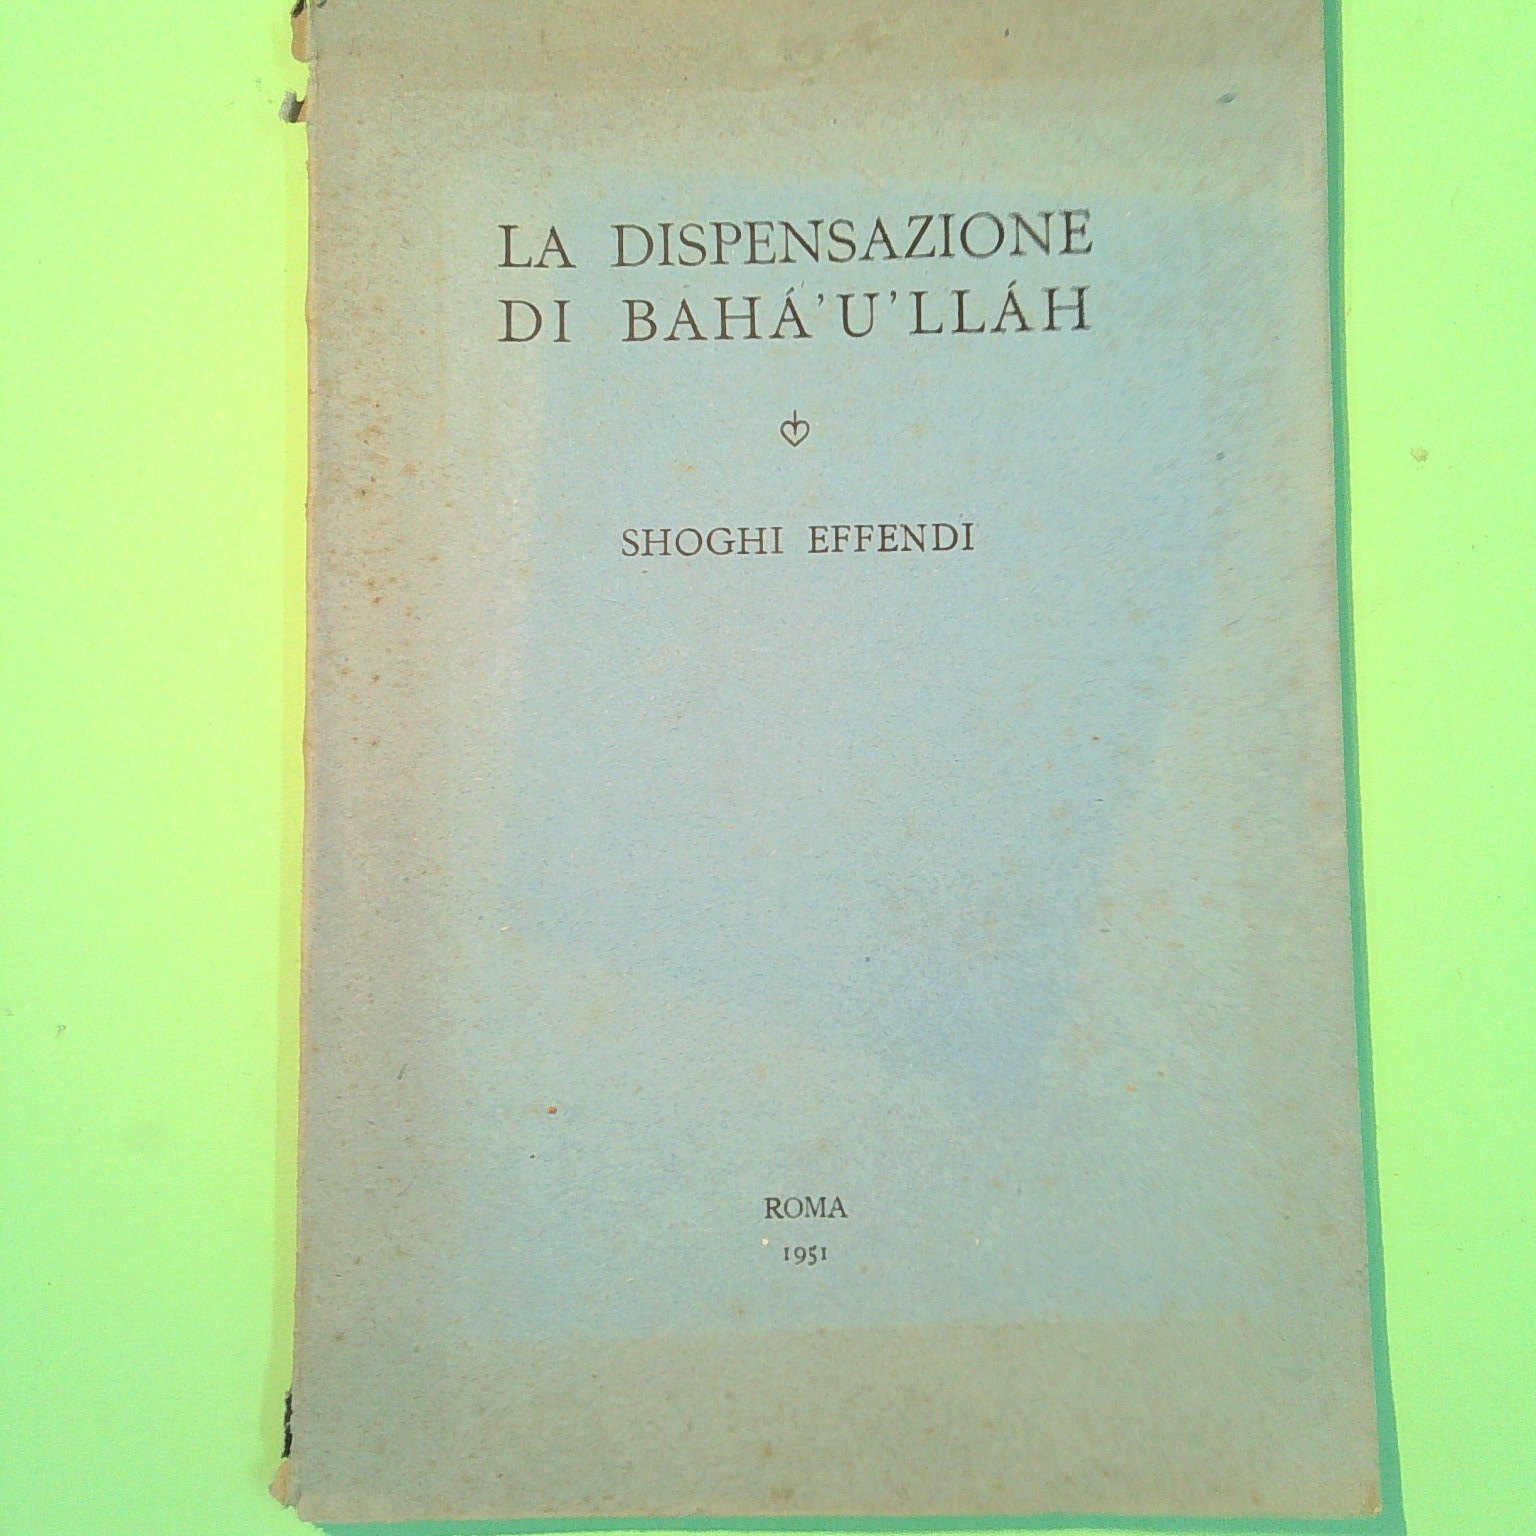 LA DISPENSAZIONE
DI BAHÁ'U'LLÁH
SHOGHI EFFENDI
ROMA
1951